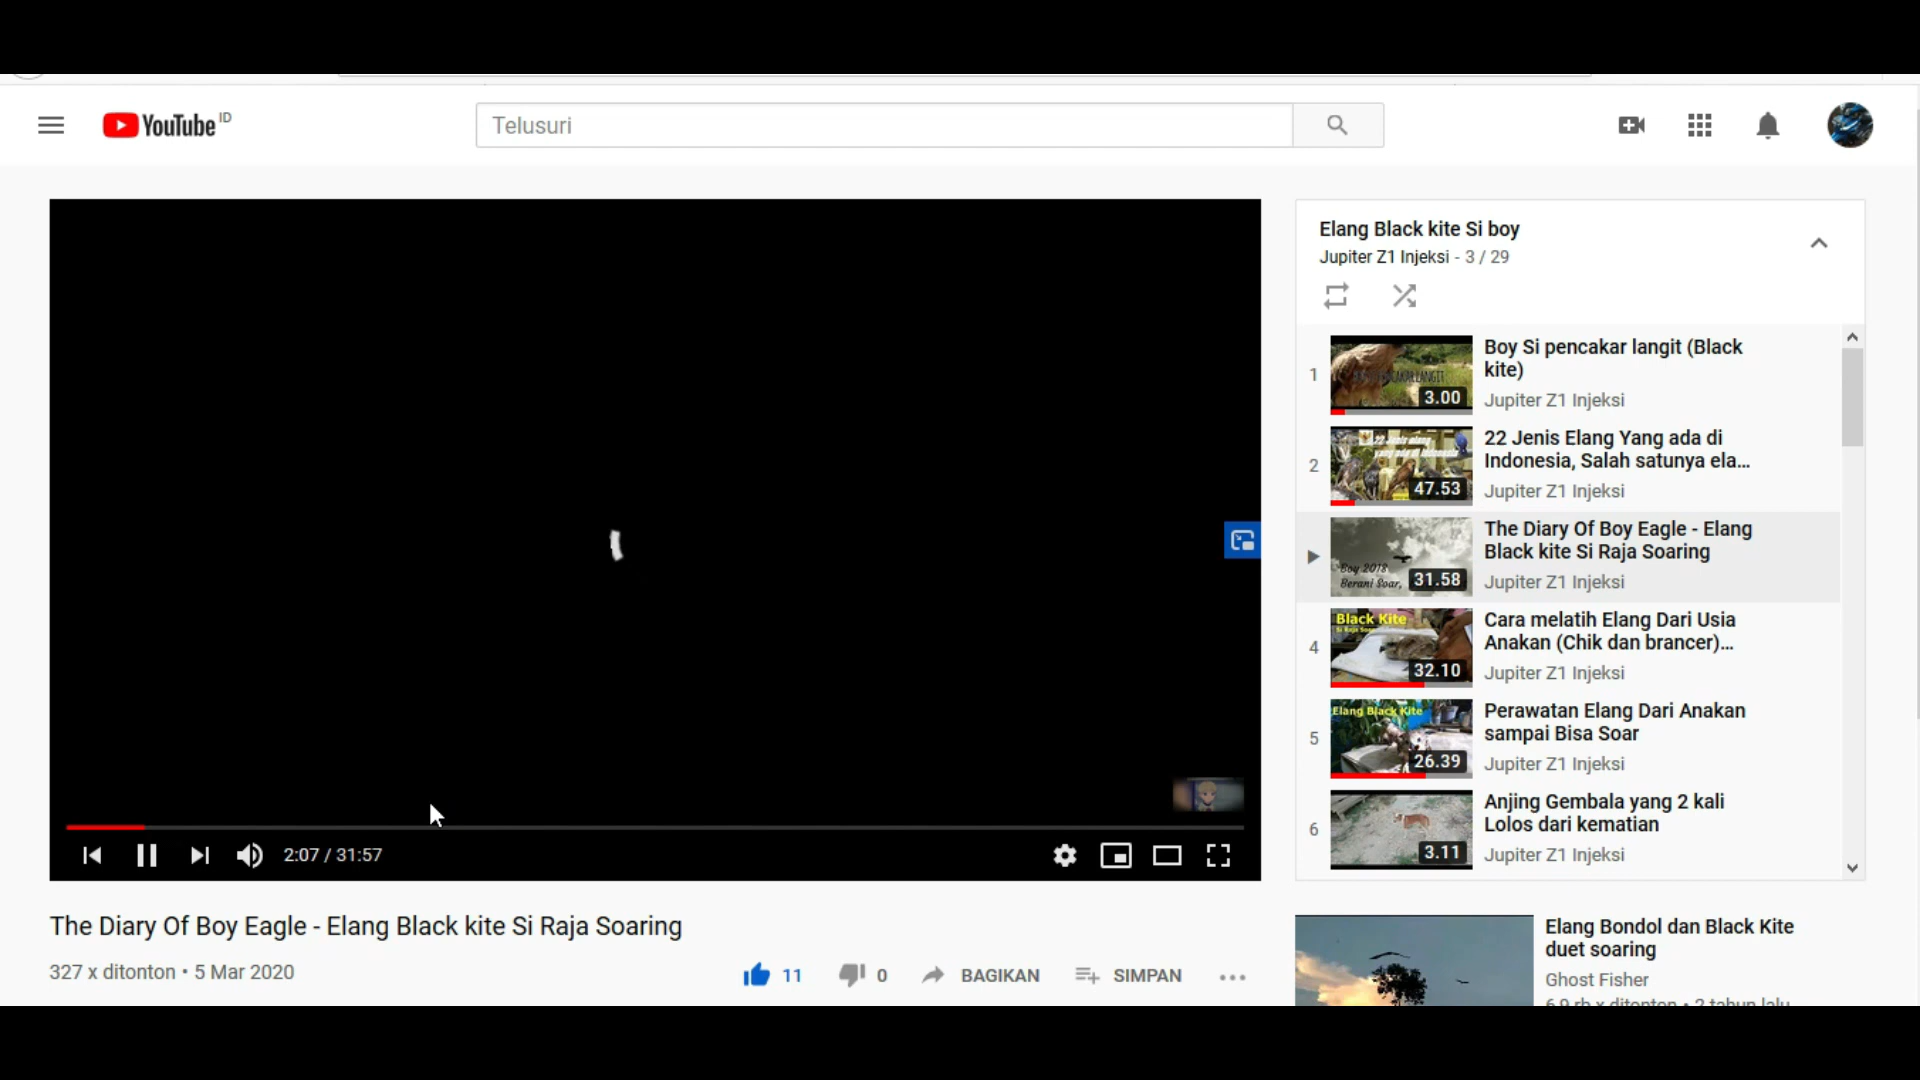 YouTube ID
Telusuri
Elang Black kite Si boy
Jupiter Z1 Injeksi - 3 / 29
1
3.00
Boy Si pencakar langit (Black
kite)
Jupiter Z1 Injeksi
2
47.53
22 Jenis Elang Yang ada di
Indonesia, Salah satunya ela...
Jupiter Z1 Injeksi
Boy 2018
Berani Soar,
31.58
The Diary Of Boy Eagle - Elang
Black kite Si Raja Soaring
Jupiter Z1 Injeksi
4
Black Kite
32.10
Cara melatih Elang Dari Usia
Anakan (Chik dan brancer)...
Jupiter Z1 Injeksi
5
Elang Black Kite
26.39
Perawatan Elang Dari Anakan
sampai Bisa Soar
Jupiter Z1 Injeksi
6
3.11
Anjing Gembala yang 2 kali
Lolos dari kematian
Jupiter Z1 Injeksi
2:07 / 31:57
The Diary Of Boy Eagle - Elang Black kite Si Raja Soaring
327 x ditonton • 5 Mar 2020
11
0
BAGIKAN
SIMPAN
Elang Bondol dan Black Kite
duet soaring
Ghost Fisher
6,9 rb x ditonton • 2 tahun lalu